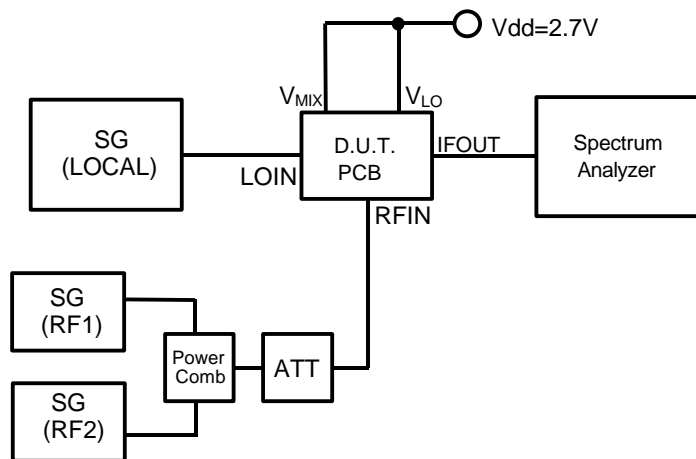 Vdd=2.7V
VMIX
VLO
SG
(LOCAL)
LOIN
D.U.T.
PCB
IFOUT
RFIN
Spectrum
Analyzer
SG
(RF1)
Power
Comb
ATT
SG
(RF2)